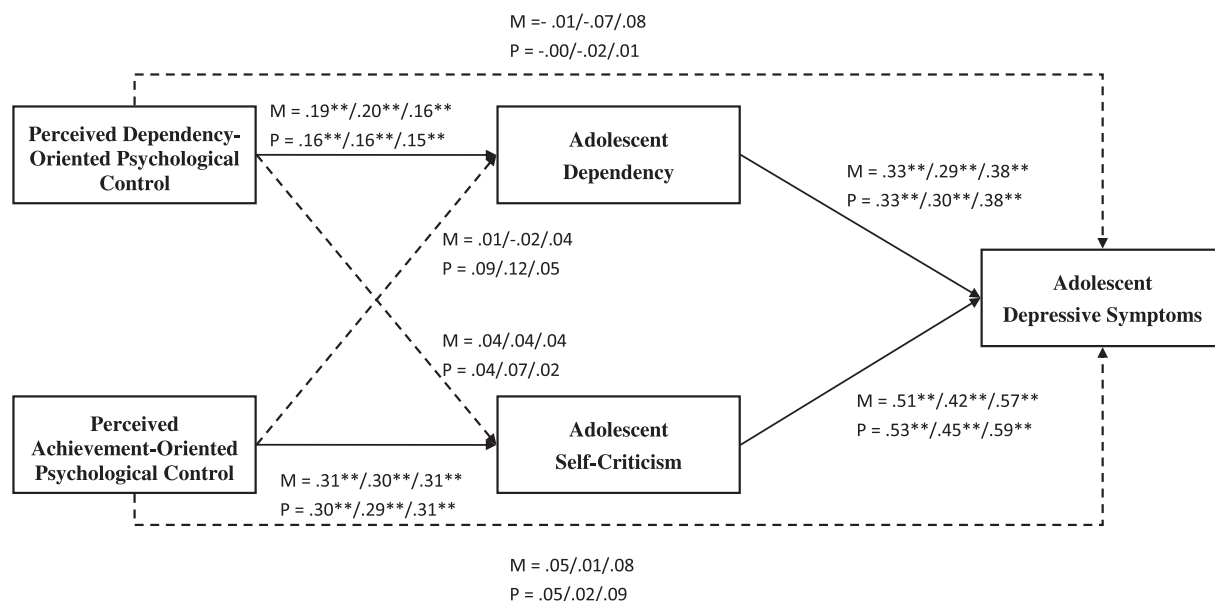 M =- .01/-.07/.08
P = -.00/-.02/.01
Perceived Dependency-
Oriented Psychological
Control
M = .19**/.20**/.16**
P = .16**/.16**/.15**
Adolescent
Dependency
M = .33**/.29**/.38**
P = .33**/.30**/.38**
M = .01/-.02/.04
P = .09/.12/.05
Adolescent
Depressive Symptoms
M = .04/.04/.04
P = .04/.07/.02
Perceived
Achievement-Oriented
Psychological Control
Adolescent
Self-Criticism
M = .51**/.42**/.57**
P = .53**/.45**/.59**
M = .31**/.30**/.31**
P = .30**/.29**/.31**
M = .05/.01/.08
P = .05/.02/.09